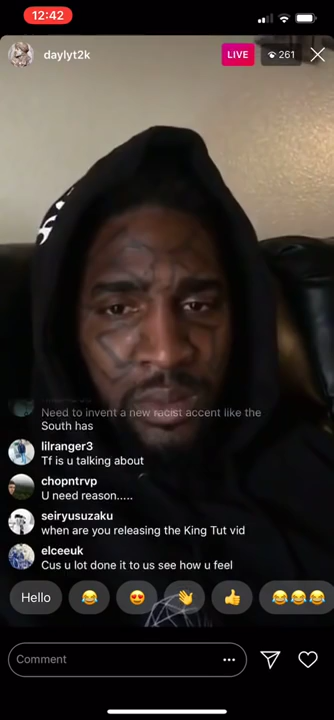 12:42
daylyt2k
LIVE
261
Need to invent a new racist accent like the
South has
lilranger3
Tf is u talking about
chopntrvp
U need reason.....
seiryusuzaku
when are you releasing the King Tut vid
elceeuk
Cus u lot done it to us see how u feel
Hello
Comment